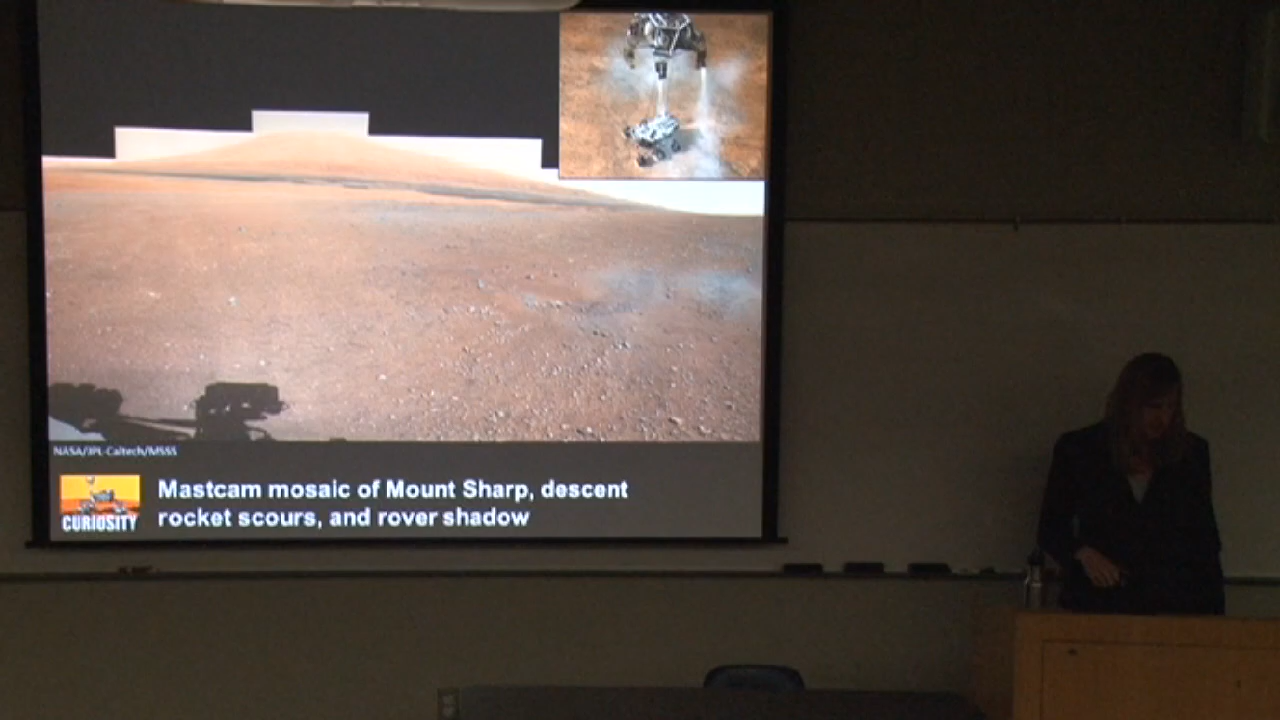 NASA/JPL-Caltech/MSSS
CURIOSITY
Mastcam mosaic of Mount Sharp, descent
rocket scours, and rover shadow